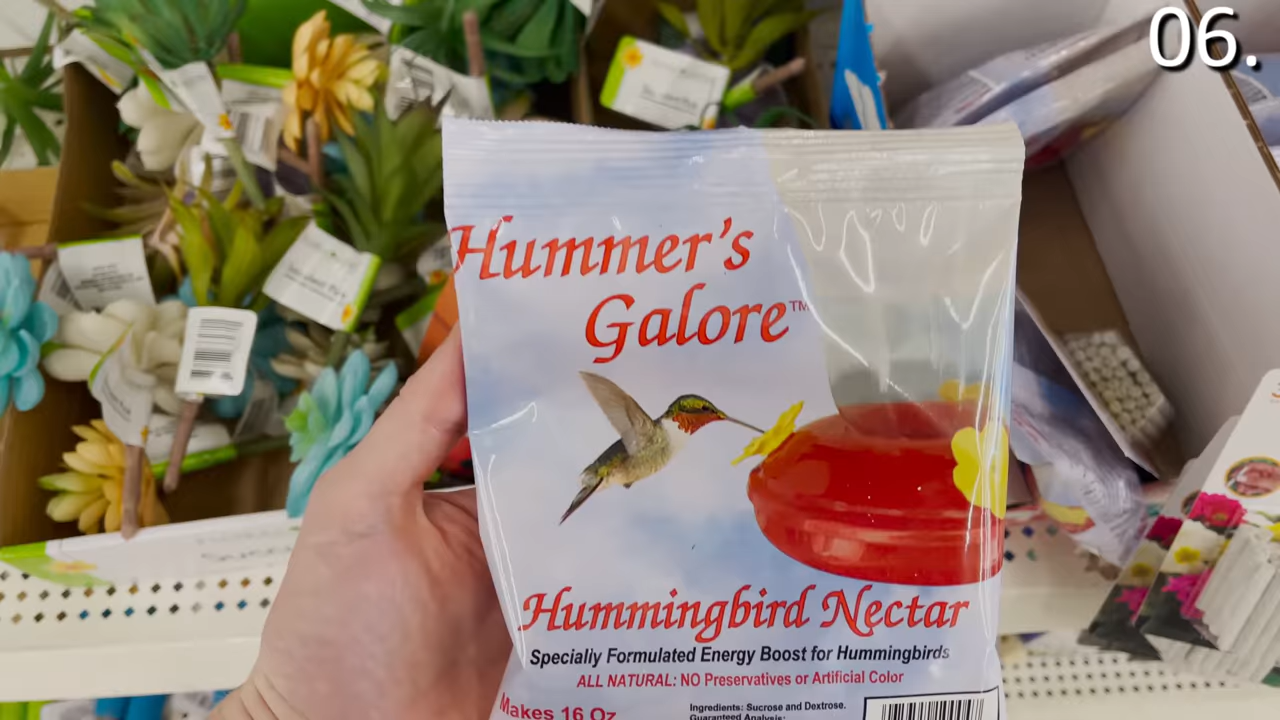 06.
Hummer's
Galore™
Hummingbird Nectar
Specially Formulated Energy Boost for Hummingbirds
ALL NATURAL: NO Preservatives or Artificial Color
Makes 16 Oz
Ingredients: Sucrose and Dextrose.
Guaranteed Analysis: